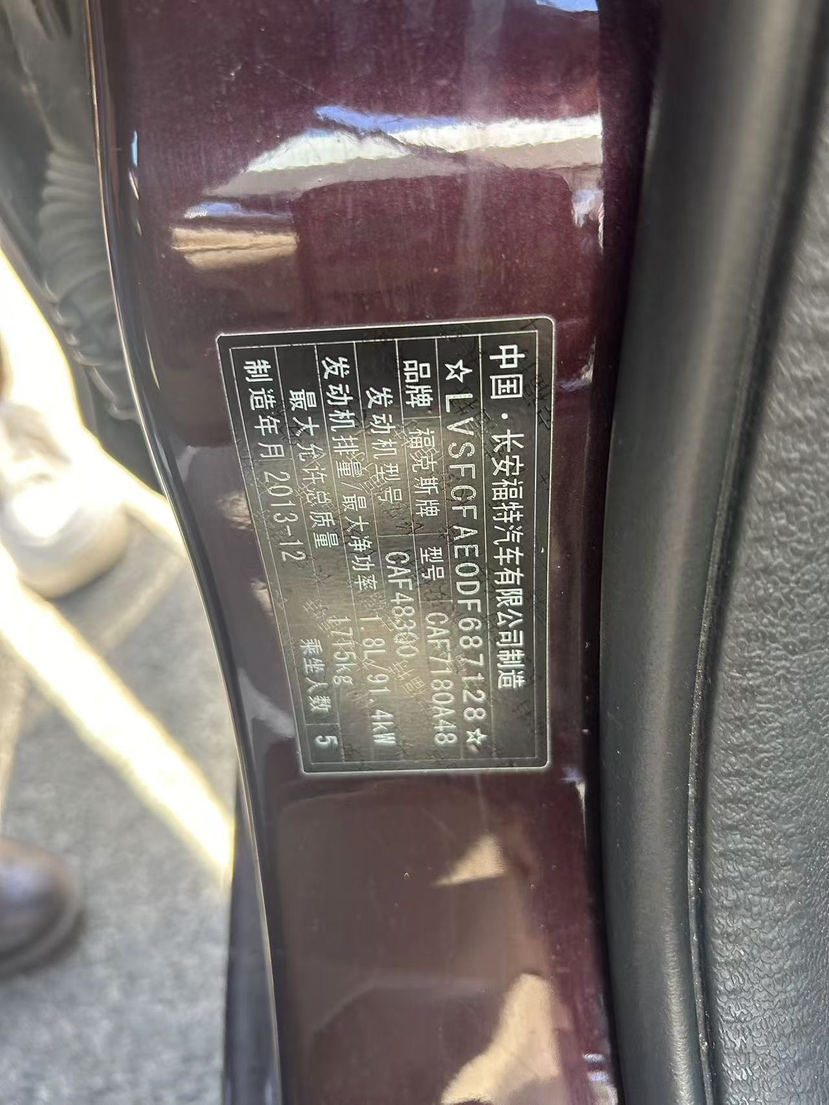 中国·长安福特汽车有限公司制造
☆LVSFCFAE0DF687128☆
品牌 福克斯牌 型号 CAF7180A48
发动机型号 CAF483Q0
发动机排量/最大净功率 1.8L/91.4kW
最大允许总质量 1715kg
制造年月 2013-12 乘坐人数 5